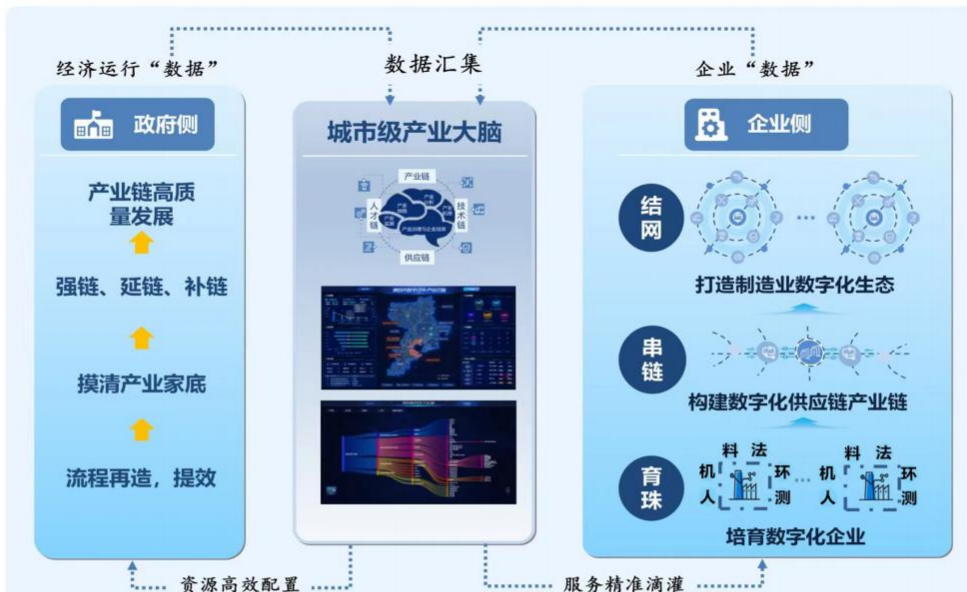 经济运行“数据”
数据汇集
企业“数据”
政府侧
产业链高质
量发展
强链、延链、补链
摸清产业家底
流程再造，提效
城市级产业大脑
产业链
人才链
技术链
供应链
企业侧
结网
打造制造业数字化生态
串链
构建数字化供应链产业链
育珠
料 法
机 环
人 测
...
料 法
机 环
人 测
培育数字化企业
资源高效配置
服务精准滴灌